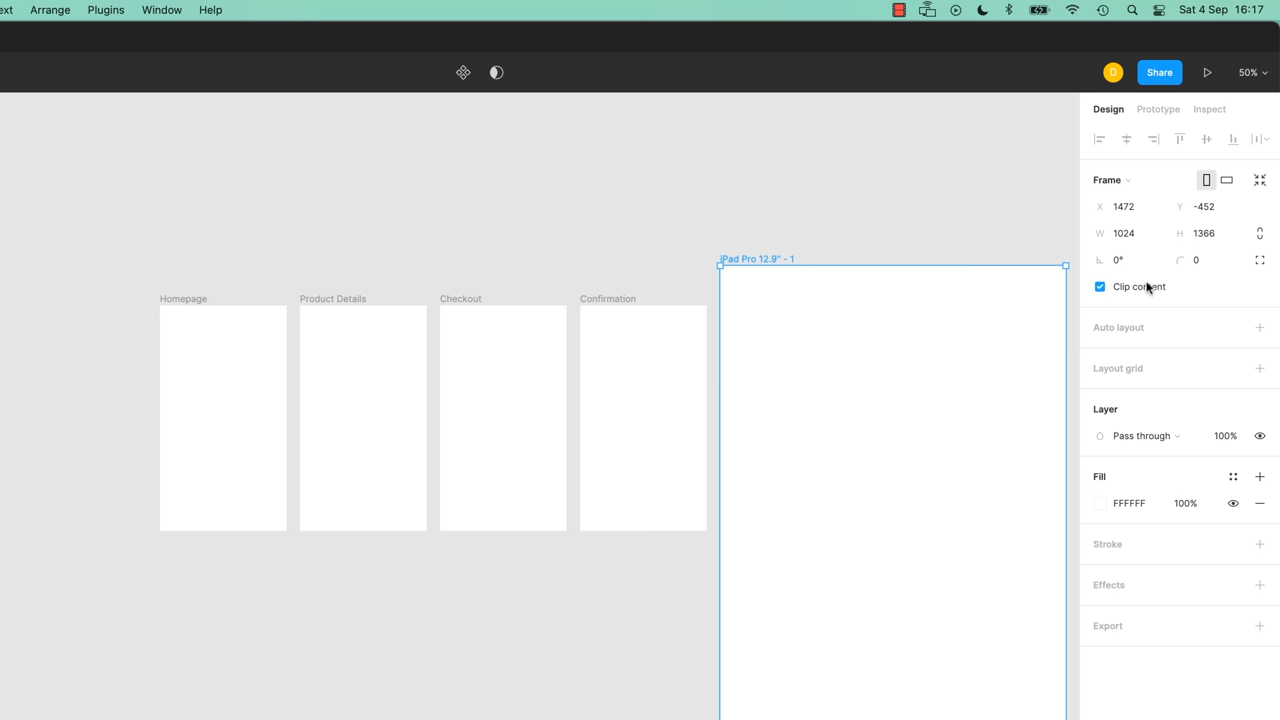 ext Arrange Plugins Window Help Sat 4 Sep 16:17
D Share 50%
Design Prototype Inspect
Frame
X 1472 Y -452
W 1024 H 1366
0° 0
Clip content
Auto layout
Layout grid
Layer
Pass through 100%
Fill
FFFFFF 100%
Stroke
Effects
Export
iPad Pro 12.9" - 1
Homepage Product Details Checkout Confirmation